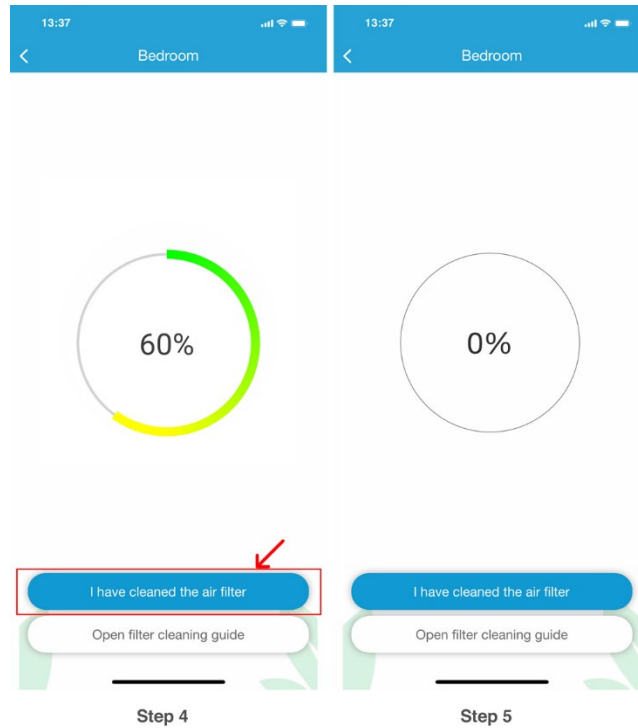 13:37
Bedroom
60%
I have cleaned the air filter
Open filter cleaning guide
Step 4
13:37
Bedroom
0%
I have cleaned the air filter
Open filter cleaning guide
Step 5